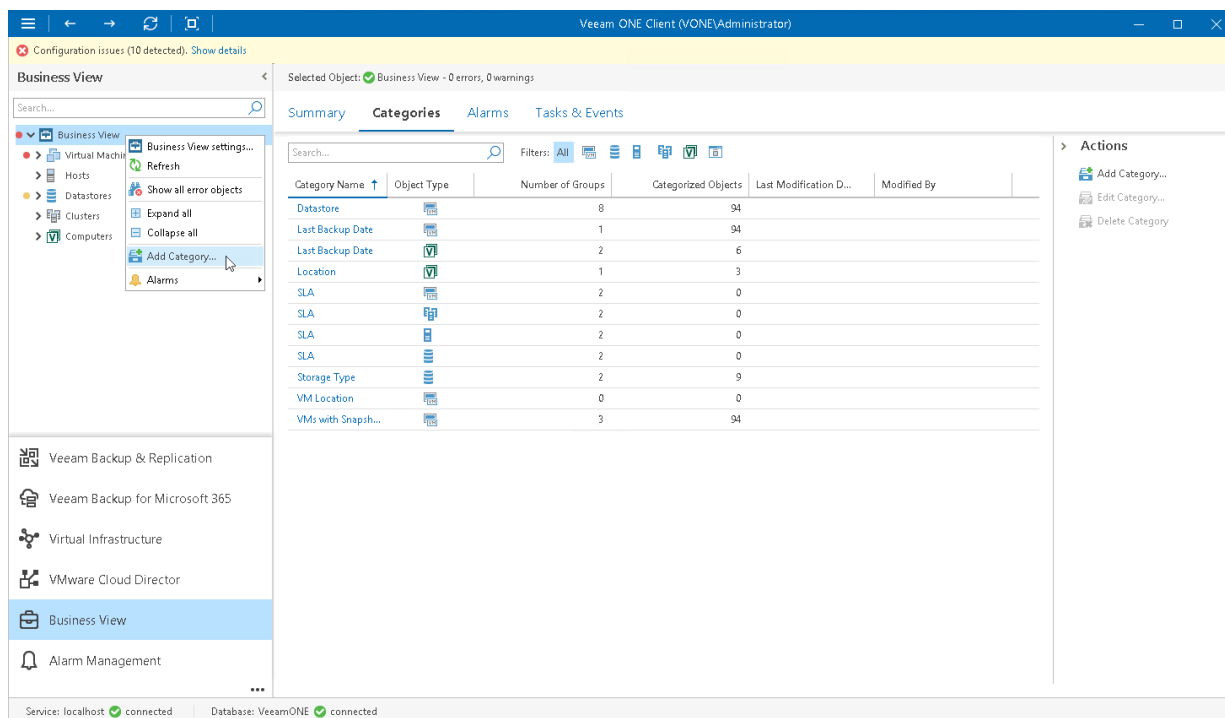 Veeam ONE Client (VONE\Administrator)
Configuration issues (10 detected). Show details
Business View
Search...
Business View
Virtual Machin
Hosts
Datastores
Clusters
Computers
Business View settings...
Refresh
Show all error objects
Expand all
Collapse all
Add Category...
Alarms
Veeam Backup & Replication
Veeam Backup for Microsoft 365
Virtual Infrastructure
VMware Cloud Director
Business View
Alarm Management
Selected Object: Business View - 0 errors, 0 warnings
Summary Categories Alarms Tasks & Events
Search... Filters: All
Category Name Object Type Number of Groups Categorized Objects Last Modification D... Modified By
Datastore 8 94
Last Backup Date 1 94
Last Backup Date 2 6
Location 1 3
SLA 2 0
SLA 2 0
SLA 2 0
SLA 2 0
Storage Type 2 9
VM Location 0 0
VMs with Snapsh... 3 94
Actions
Add Category...
Edit Category...
Delete Category
Service: localhost connected Database: VeeamONE connected